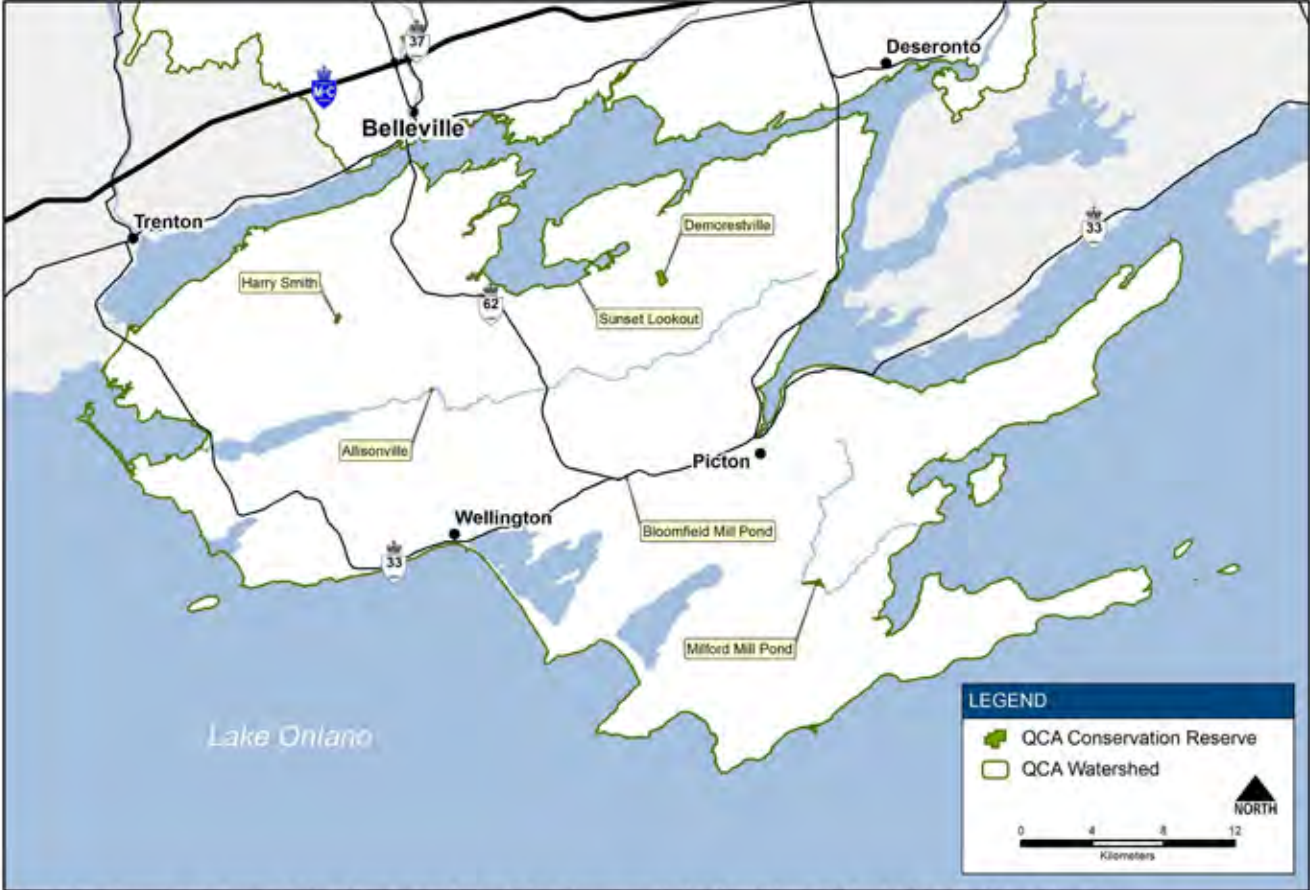 37
Deseronto
M-C
Belleville
Trenton
Demorestville
33
Harry Smith
62
Sunset Lookout
Allisonville
Picton
Wellington
Bloomfield Mill Pond
33
Milford Mill Pond
Lake Ontario
LEGEND
QCA Conservation Reserve
QCA Watershed
NORTH
0 4 8 12
Kilometers